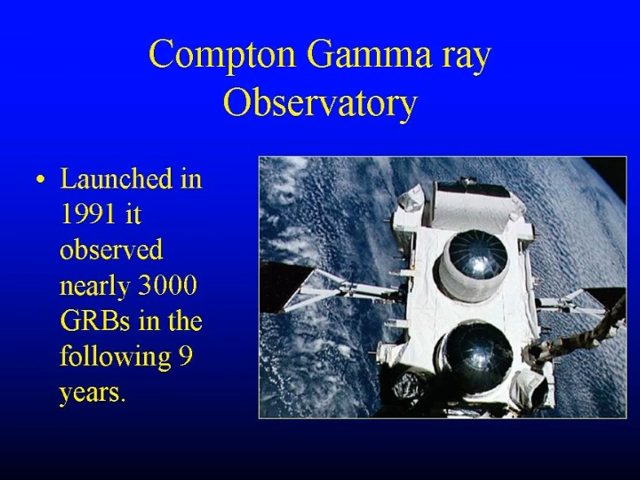 Compton Gamma ray
Observatory
• Launched in
1991 it
observed
nearly 3000
GRBs in the
following 9
years.